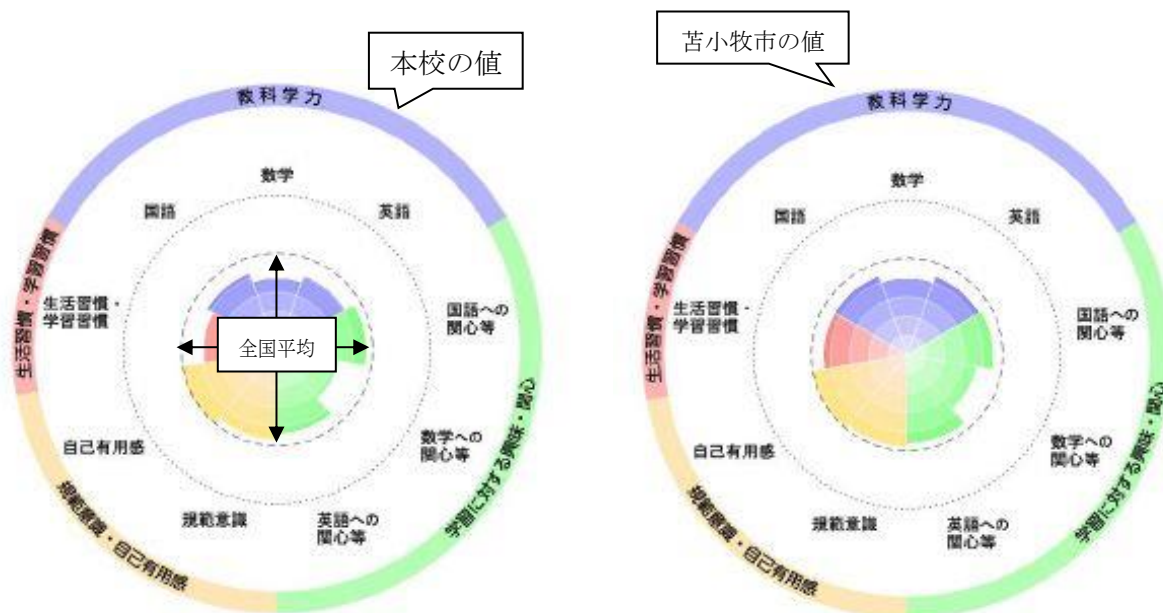 本校の値
教科学力
数学
国語
英語
生活習慣・学習習慣
生活習慣・
学習習慣
国語への
関心等
全国平均
数学への
関心等
自己有用感
規範意識
英語への
関心等
規範意識・自己有用感
学習に対する興味・関心
苫小牧市の値
教科学力
数学
国語
英語
生活習慣・学習習慣
生活習慣・
学習習慣
国語への
関心等
数学への
関心等
自己有用感
規範意識
英語への
関心等
規範意識・自己有用感
学習に対する興味・関心